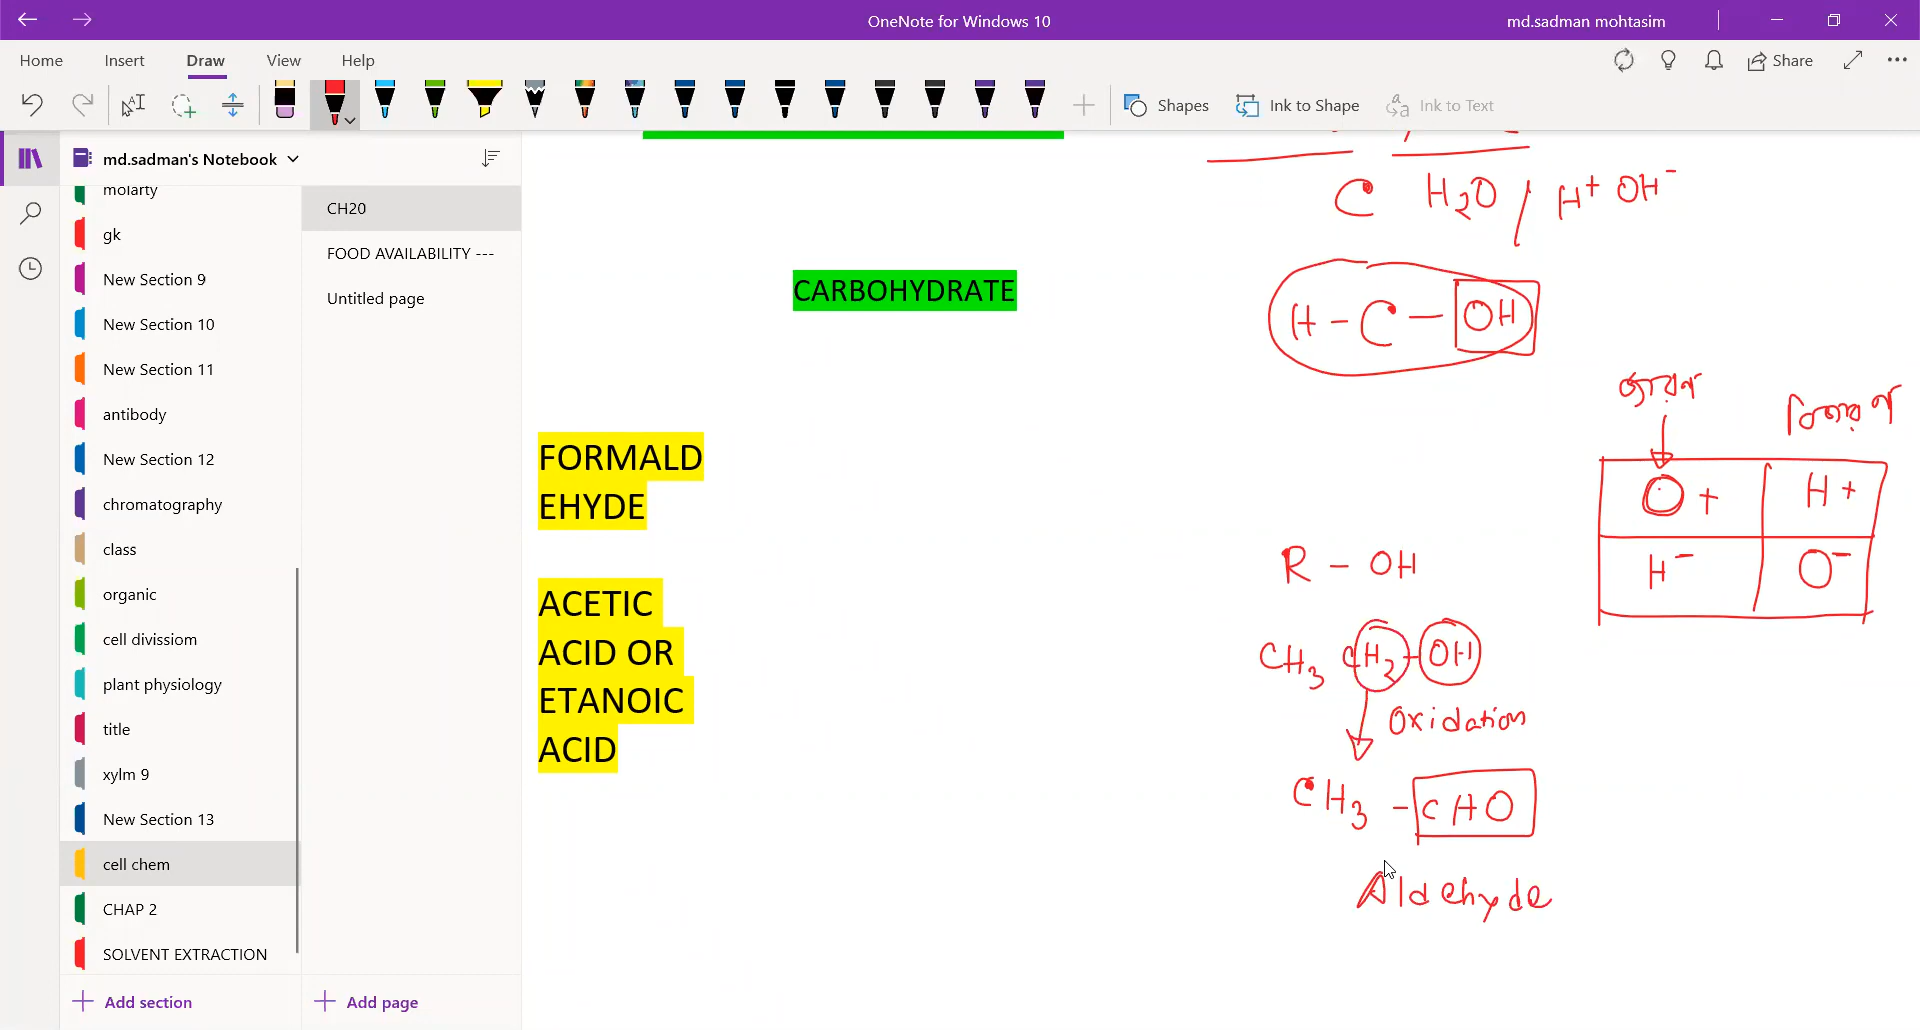 OneNote for Windows 10
md.sadman mohtasim
Home Insert Draw View Help
Share
Shapes Ink to Shape Ink to Text
md.sadman's Notebook
molarty
gk
New Section 9
New Section 10
New Section 11
antibody
New Section 12
chromatography
class
organic
cell divissiom
plant physiology
title
xylm 9
New Section 13
cell chem
CHAP 2
SOLVENT EXTRACTION
Add section
CH20
FOOD AVAILABILITY ---
Untitled page
Add page
CARBOHYDRATE
FORMALD
EHYDE
ACETIC
ACID OR
ETANOIC
ACID
C H₂O / H⁺ OH⁻
H - C - OH
জারণ বিজারণ
O + H +
H⁻ O⁻
R - OH
CH₃ CH₂-OH
Oxidation
CH₃ - CHO
Aldehyde